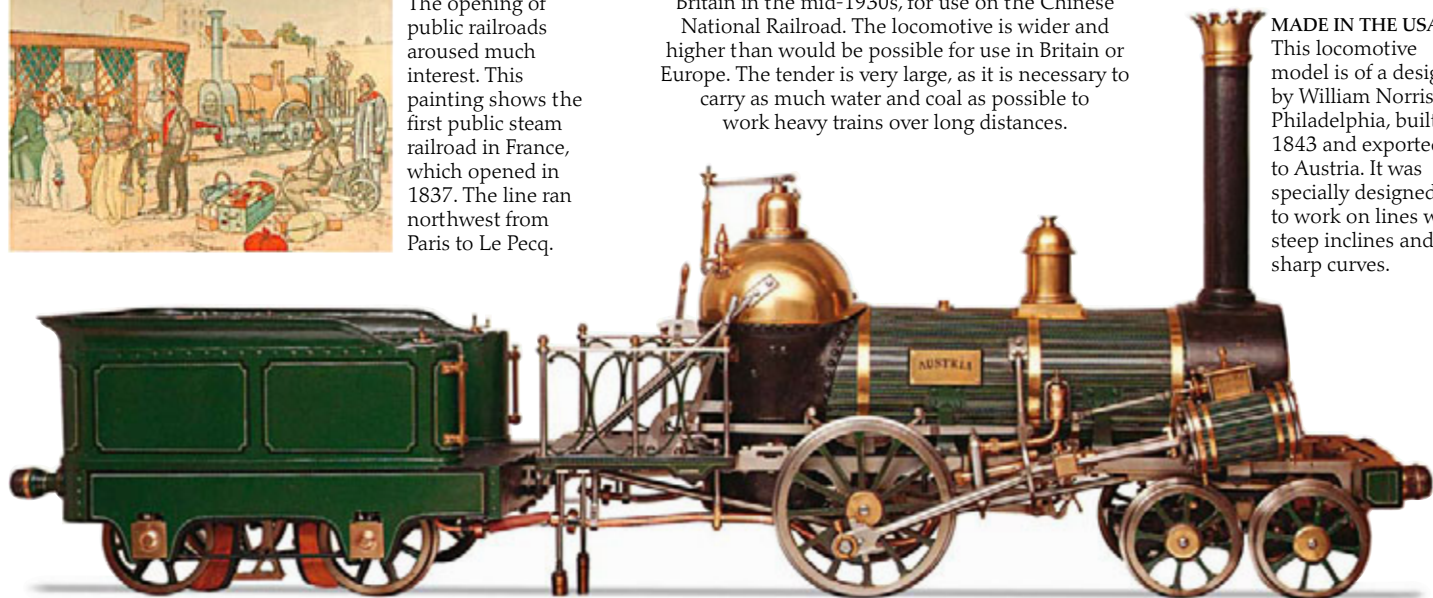 The opening of
public railroads
aroused much
interest. This
painting shows the
first public steam
railroad in France,
which opened in
1837. The line ran
northwest from
Paris to Le Pecq.
Britain in the mid-1930s, for use on the Chinese
National Railroad. The locomotive is wider and
higher than would be possible for use in Britain or
Europe. The tender is very large, as it is necessary to
carry as much water and coal as possible to
work heavy trains over long distances.
MADE IN THE USA
This locomotive
model is of a desig
by William Norris
Philadelphia, buil
1843 and exporte
to Austria. It was
specially designed
to work on lines w
steep inclines and
sharp curves.
AUSTRIA